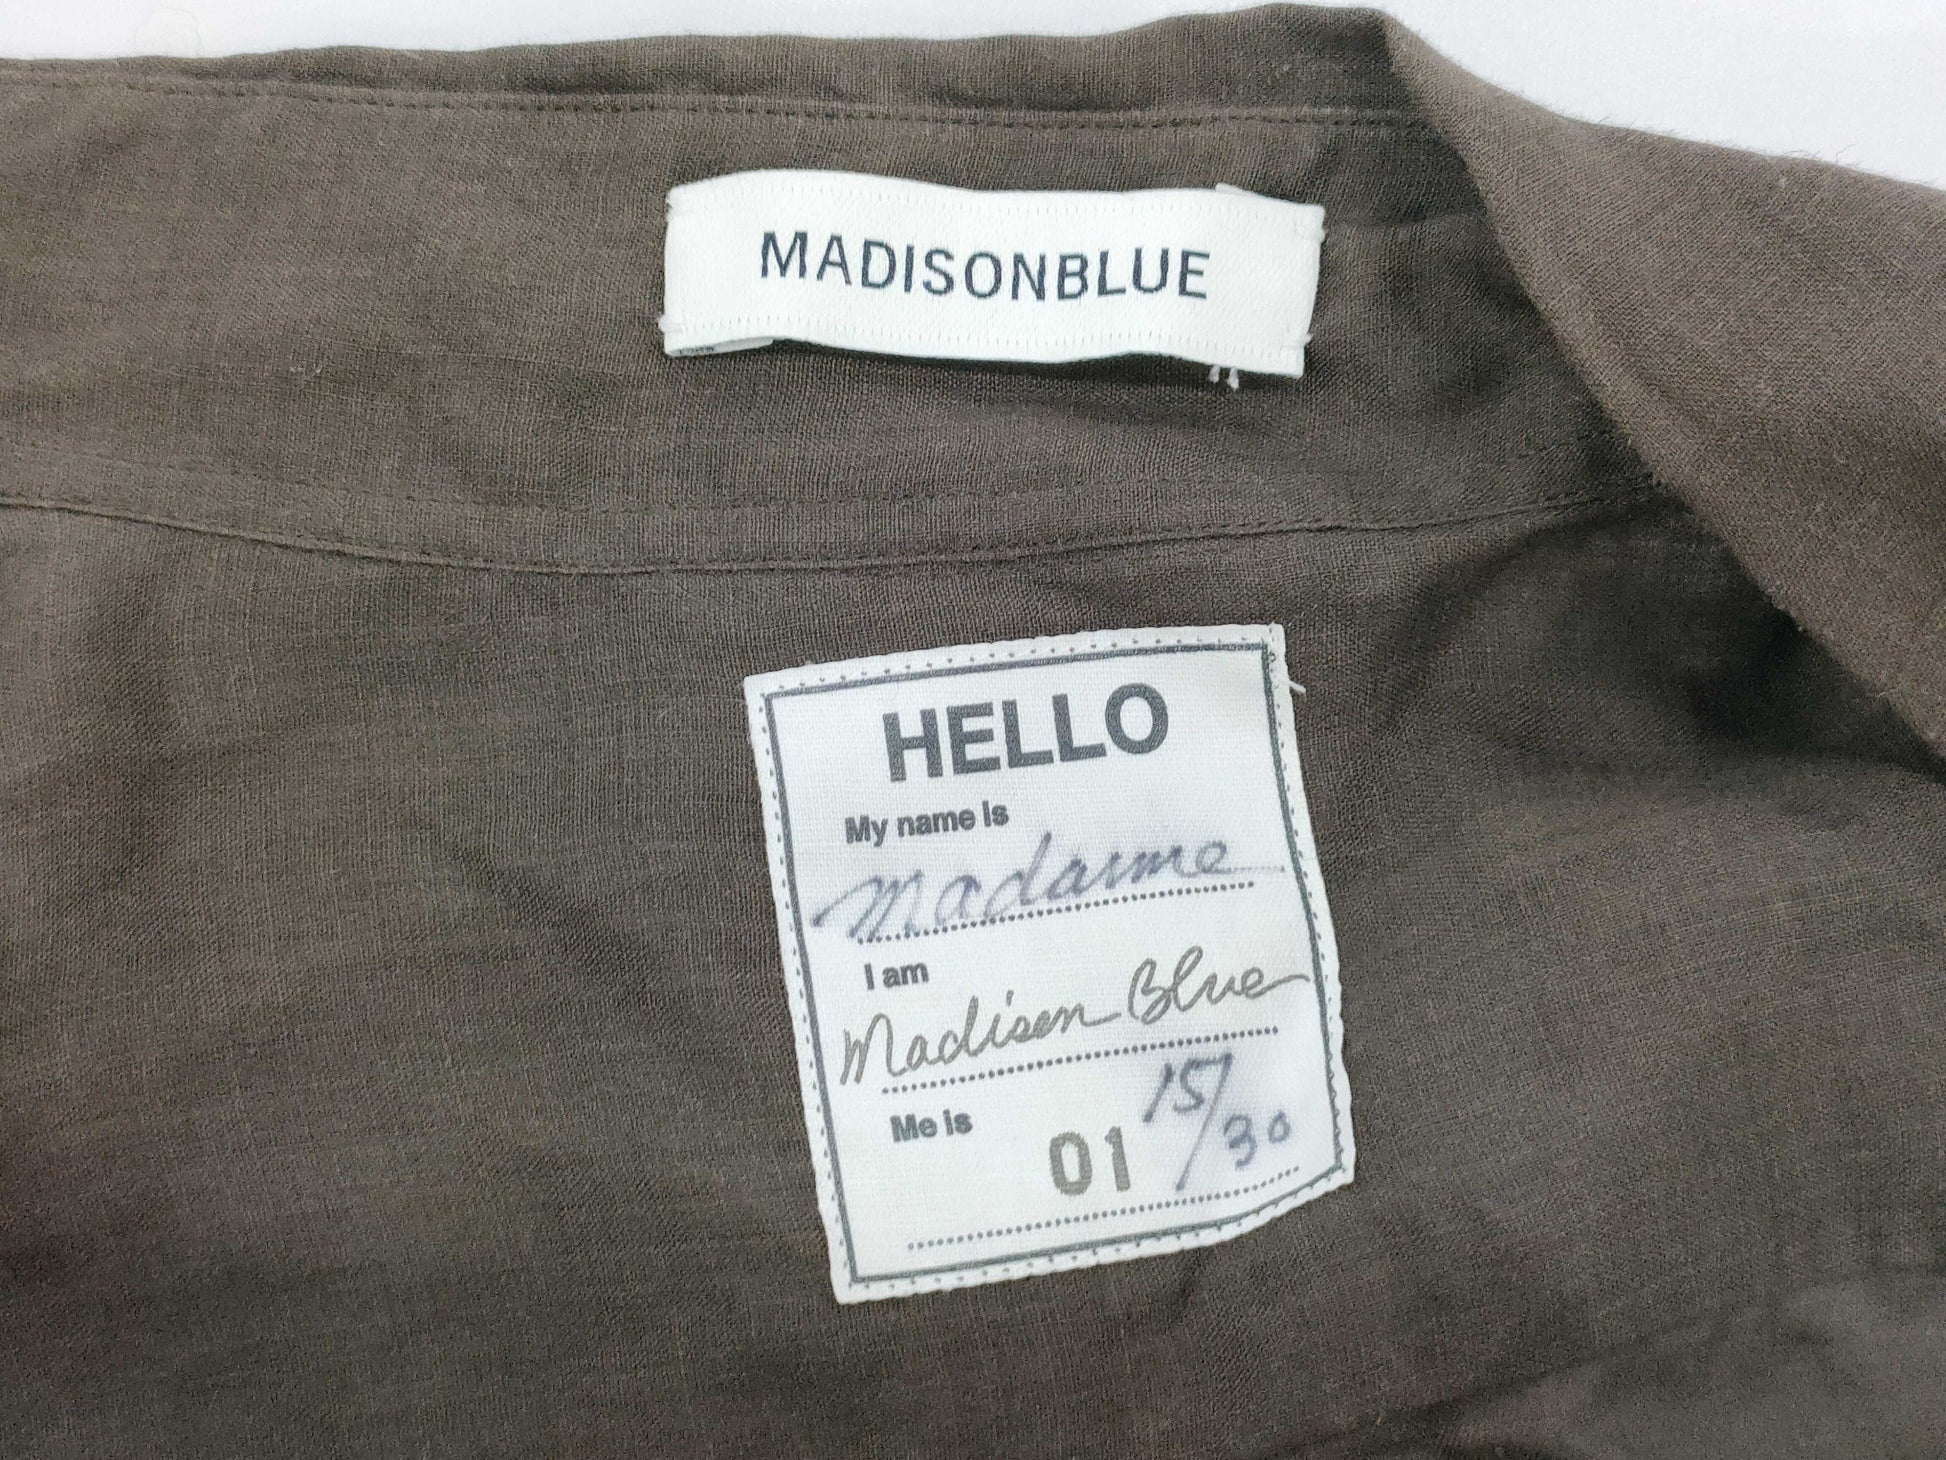 MADISONBLUE
HELLO
My name is
Madame
I am
Madison Blue
Me is
01 15/30